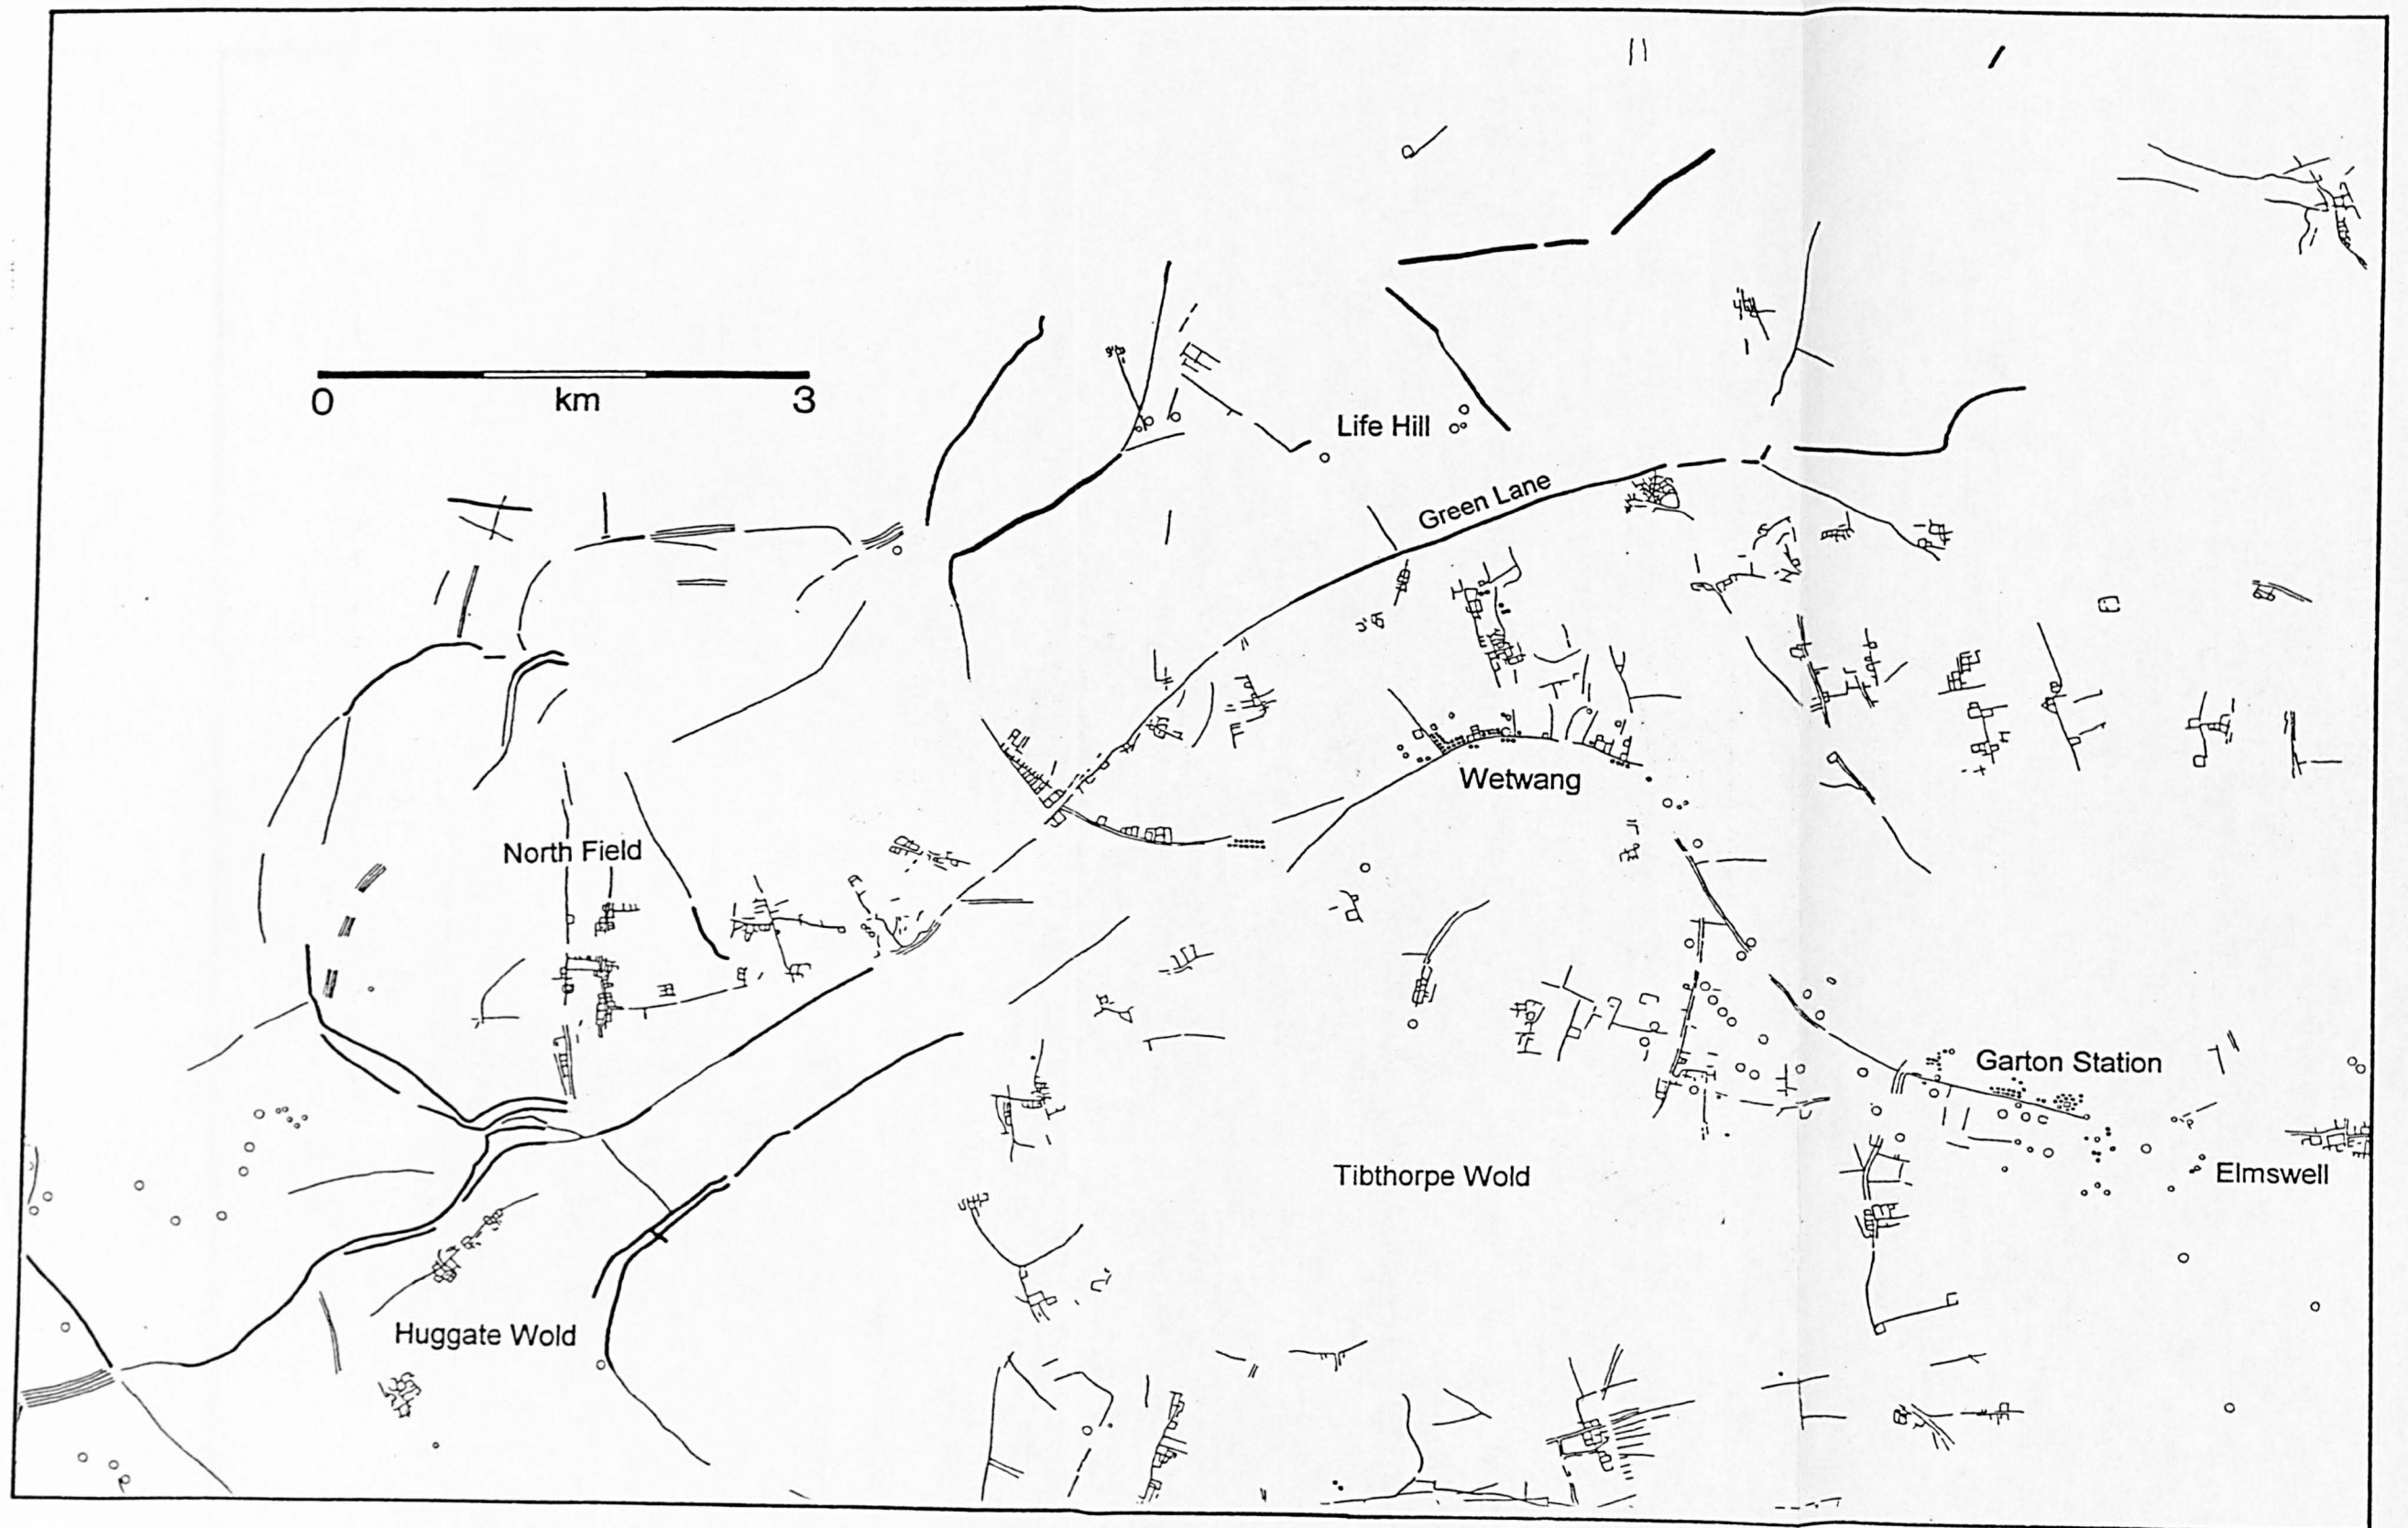 0 km 3
Life Hill
Green Lane
Wetwang
North Field
Garton Station
Tibthorpe Wold
Elmswell
Huggate Wold